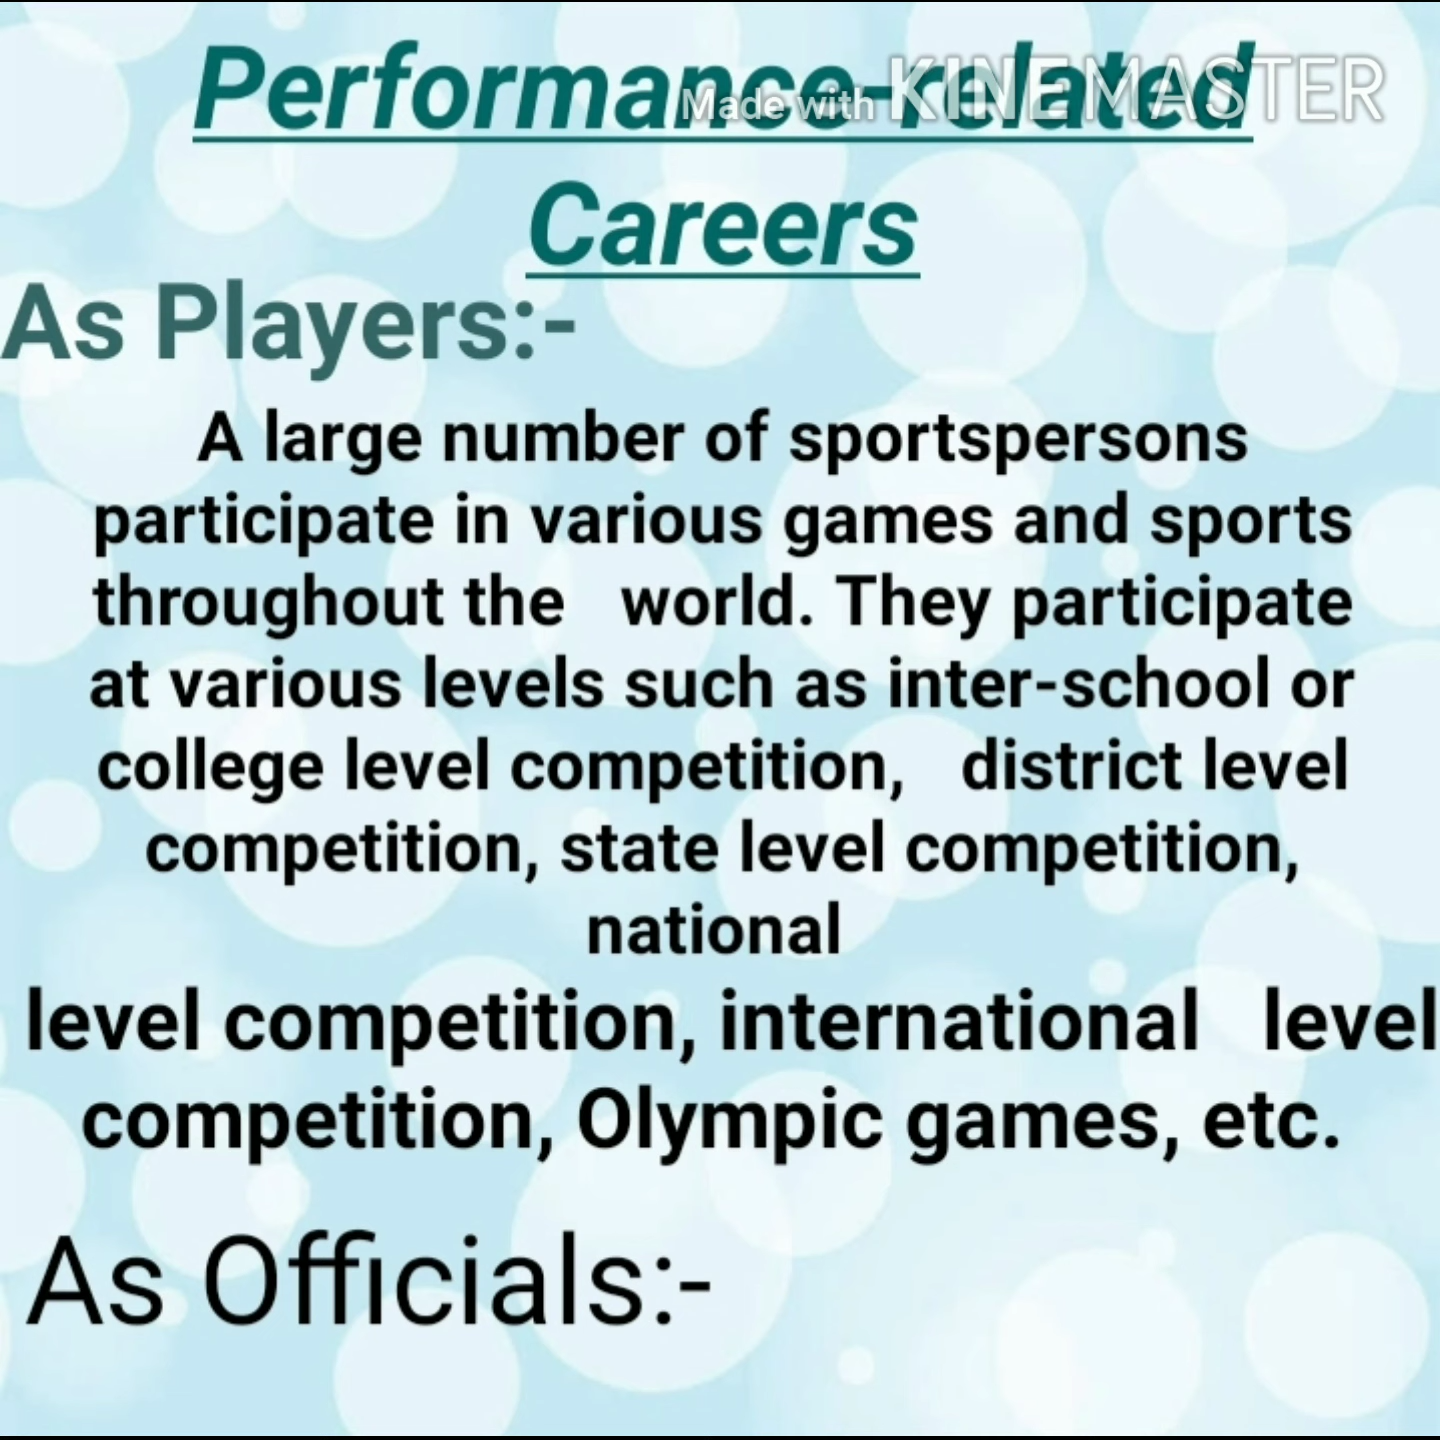 Performance-related
Made with KINEMASTER
Careers
As Players:-
A large number of sportspersons
participate in various games and sports
throughout the world. They participate
at various levels such as inter-school or
college level competition, district level
competition, state level competition,
national
level competition, international level
competition, Olympic games, etc.
As Officials:-